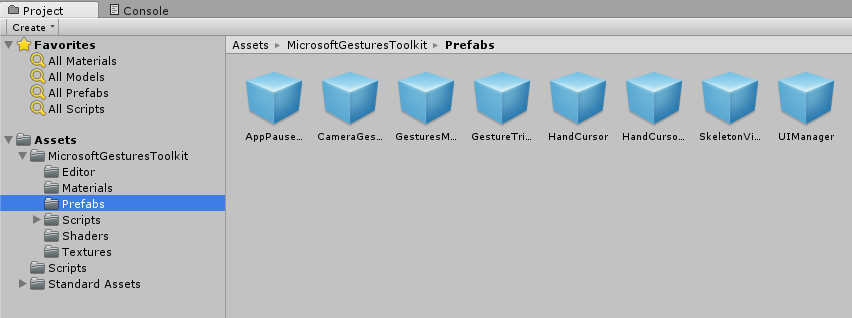 Project
Console
Create
Favorites
All Materials
All Models
All Prefabs
All Scripts
Assets
MicrosoftGesturesToolkit
Editor
Materials
Prefabs
Scripts
Shaders
Textures
Scripts
Standard Assets
Assets MicrosoftGesturesToolkit Prefabs
AppPause... CameraGes... GesturesM... GestureTri... HandCursor HandCurso... SkeletonVi... UIManager